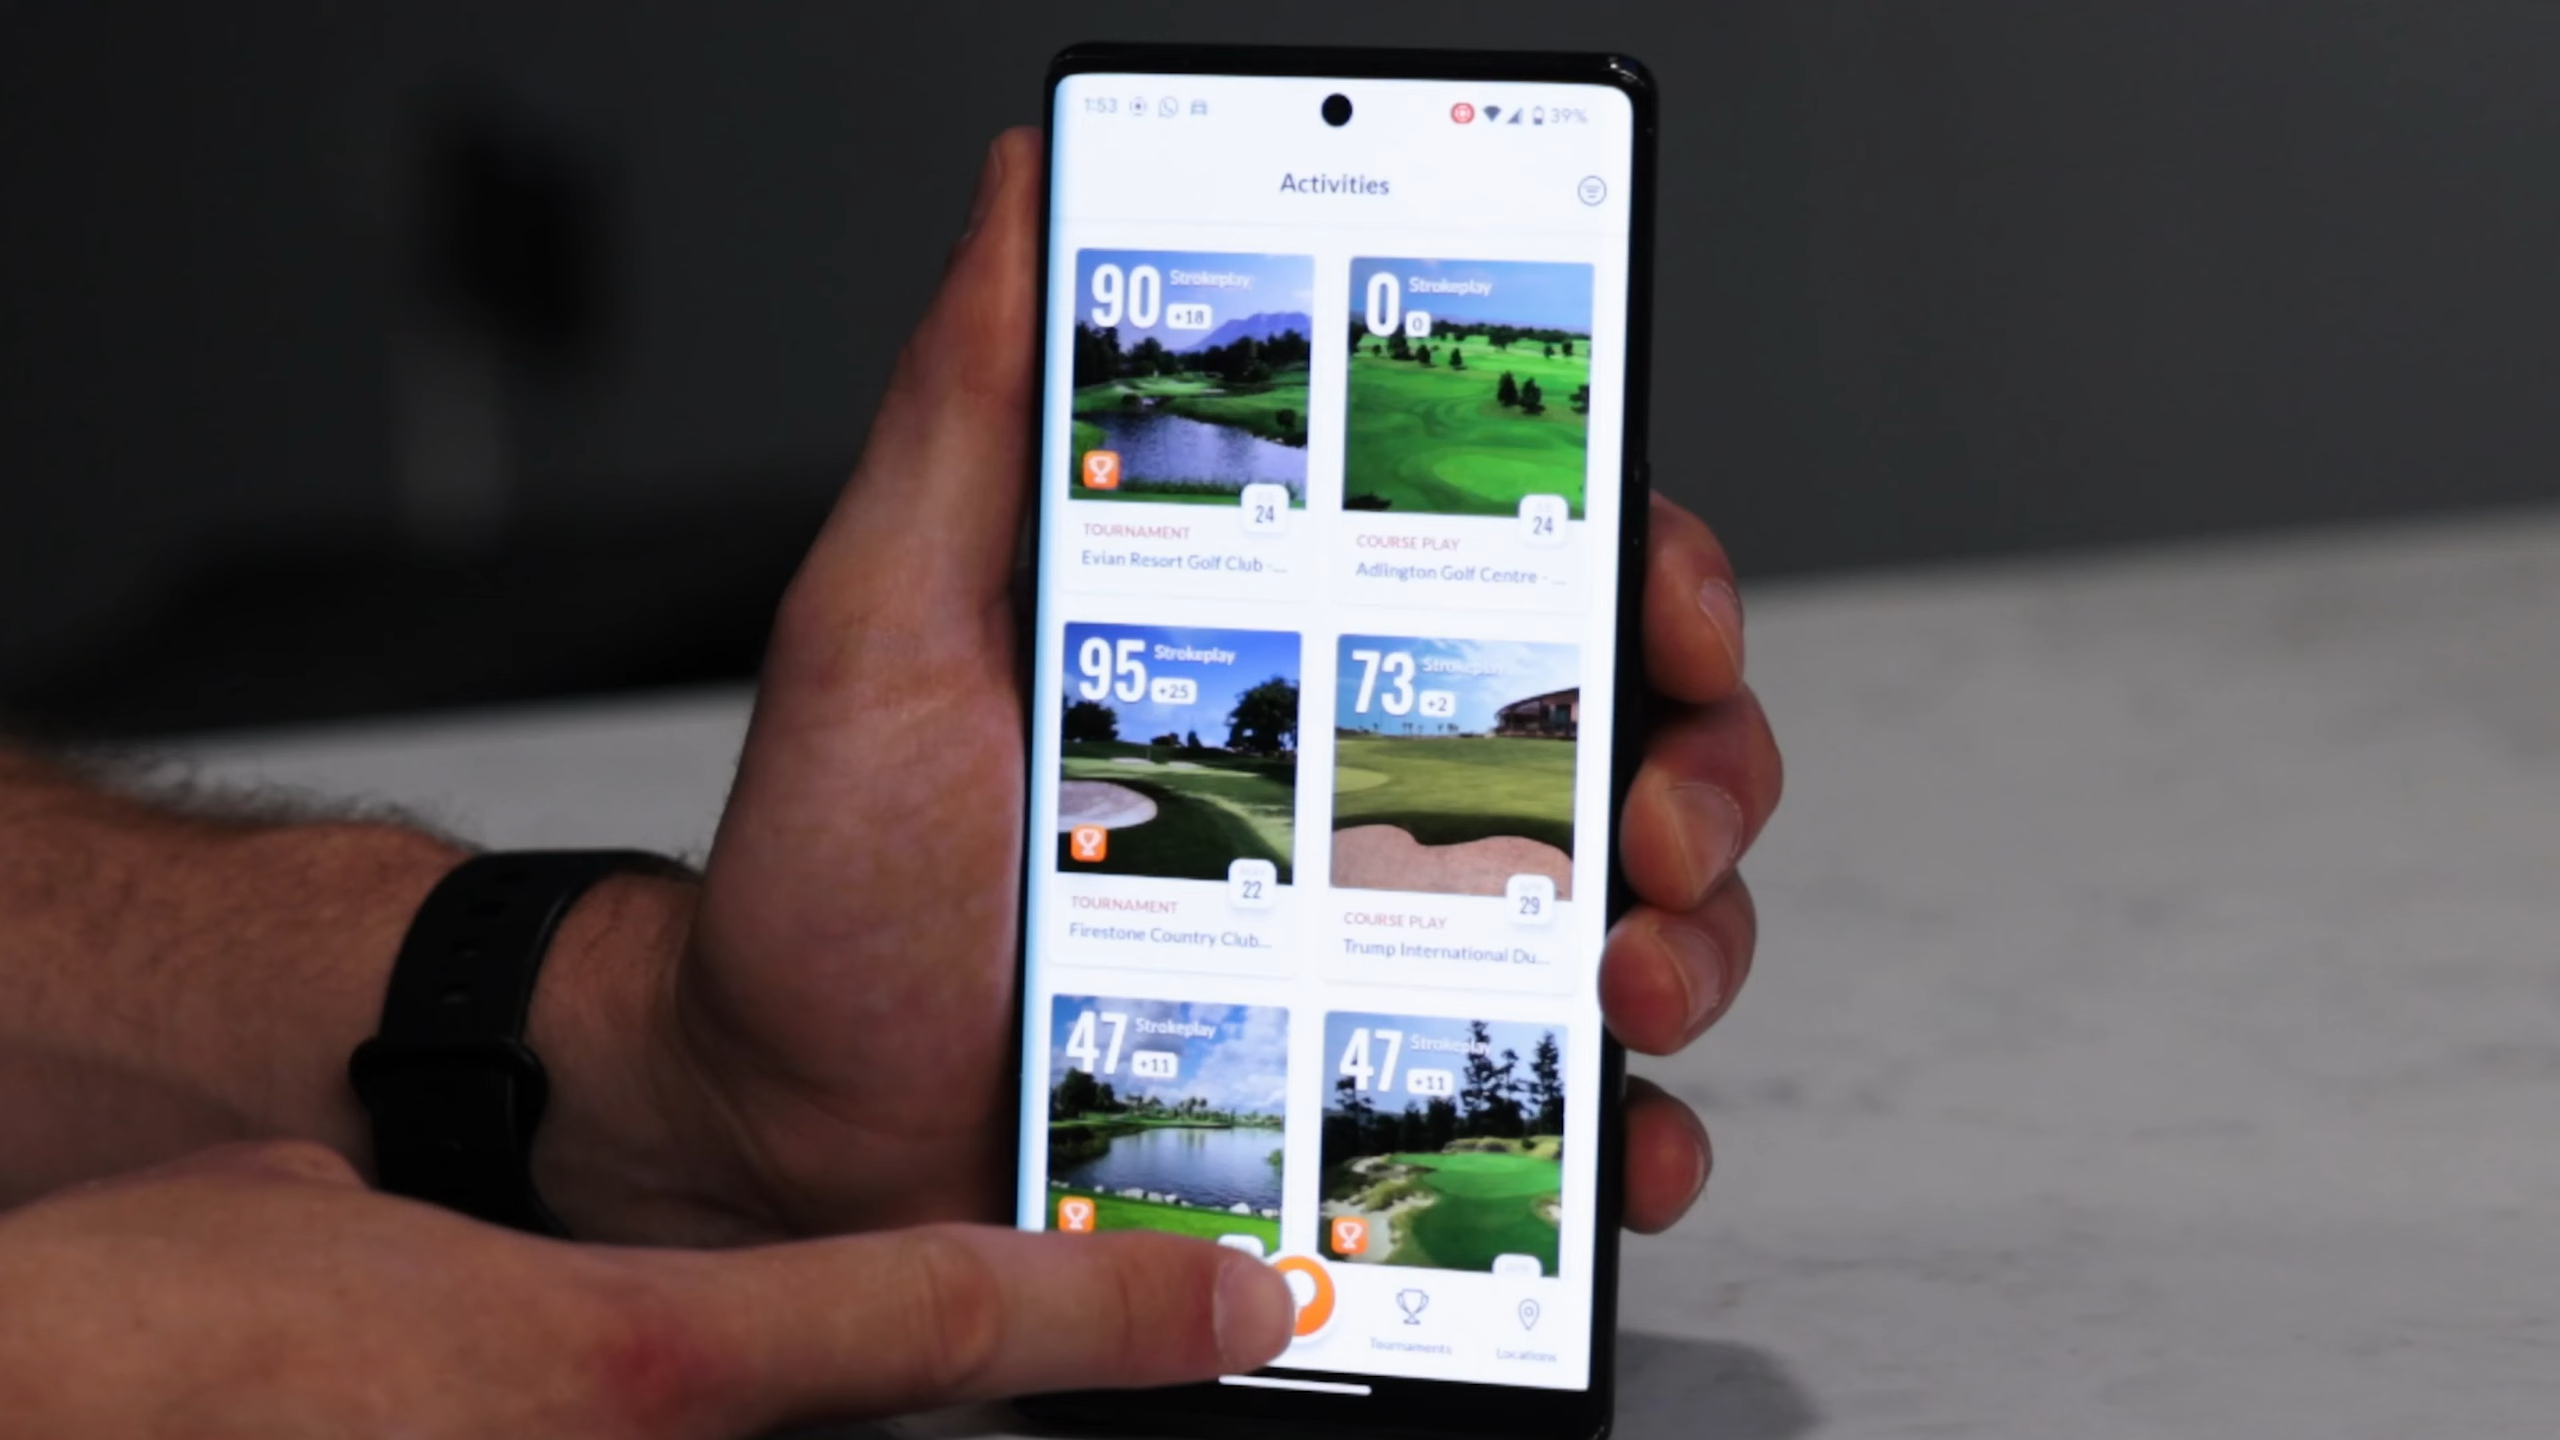 1:53 39%
Activities
90 Strokeplay
+18
24
TOURNAMENT
Evian Resort Golf Club -...
0 Strokeplay
0
24
COURSE PLAY
Adlington Golf Centre - ...
95 Strokeplay
+25
22
TOURNAMENT
Firestone Country Club...
73 Strokeplay
+2
29
COURSE PLAY
Trump International Du...
47 Strokeplay
+11
47 Strokeplay
+11
Tournaments
Locations